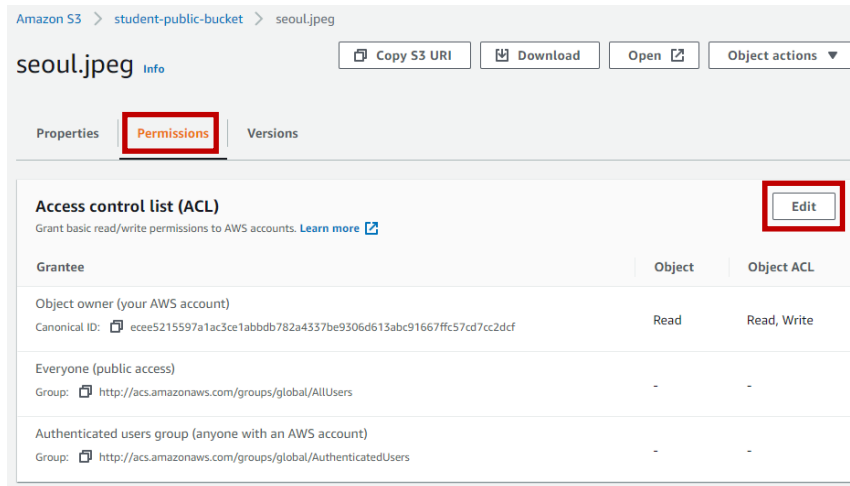 Amazon S3 > student-public-bucket > seoul.jpeg
seoul.jpeg Info Copy S3 URI Download Open Object actions
Properties Permissions Versions
Access control list (ACL) Edit
Grant basic read/write permissions to AWS accounts. Learn more
Grantee Object Object ACL
Object owner (your AWS account)
Canonical ID: ecee5215597a1ac3ce1abbdb782a4337be9306d613abc91667ffc57cd7cc2dcf Read Read, Write
Everyone (public access)
Group: http://acs.amazonaws.com/groups/global/AllUsers - -
Authenticated users group (anyone with an AWS account)
Group: http://acs.amazonaws.com/groups/global/AuthenticatedUsers - -